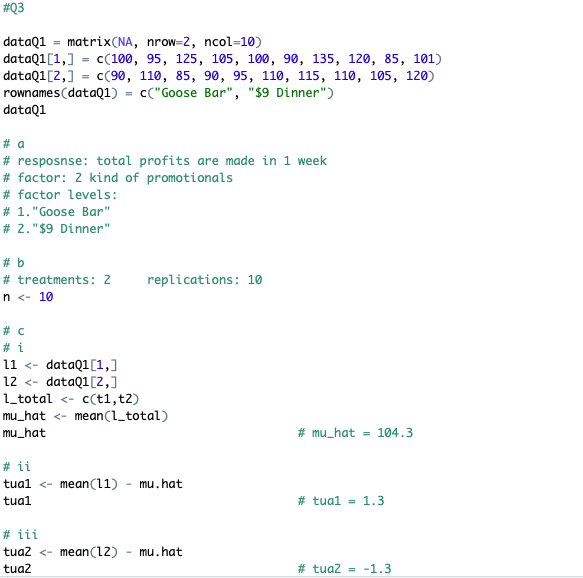 #Q3
dataQ1 = matrix(NA, nrow=2, ncol=10)
dataQ1[1,] = c(100, 95, 125, 105, 100, 90, 135, 120, 85, 101)
dataQ1[2,] = c(90, 110, 85, 90, 95, 110, 115, 110, 105, 120)
rownames(dataQ1) = c("Goose Bar", "$9 Dinner")
dataQ1
# a
# resposnse: total profits are made in 1 week
# factor: 2 kind of promotionals
# factor levels:
# 1."Goose Bar"
# 2."$9 Dinner"
# b
# treatments: 2     replications: 10
n <- 10
# c
# i
l1 <- dataQ1[1,]
l2 <- dataQ1[2,]
l_total <- c(t1,t2)
mu_hat <- mean(l_total)
mu_hat                                   # mu_hat = 104.3
# ii
tua1 <- mean(l1) - mu.hat
tua1                                     # tua1 = 1.3
# iii
tua2 <- mean(l2) - mu.hat
tua2                                     # tua2 = -1.3